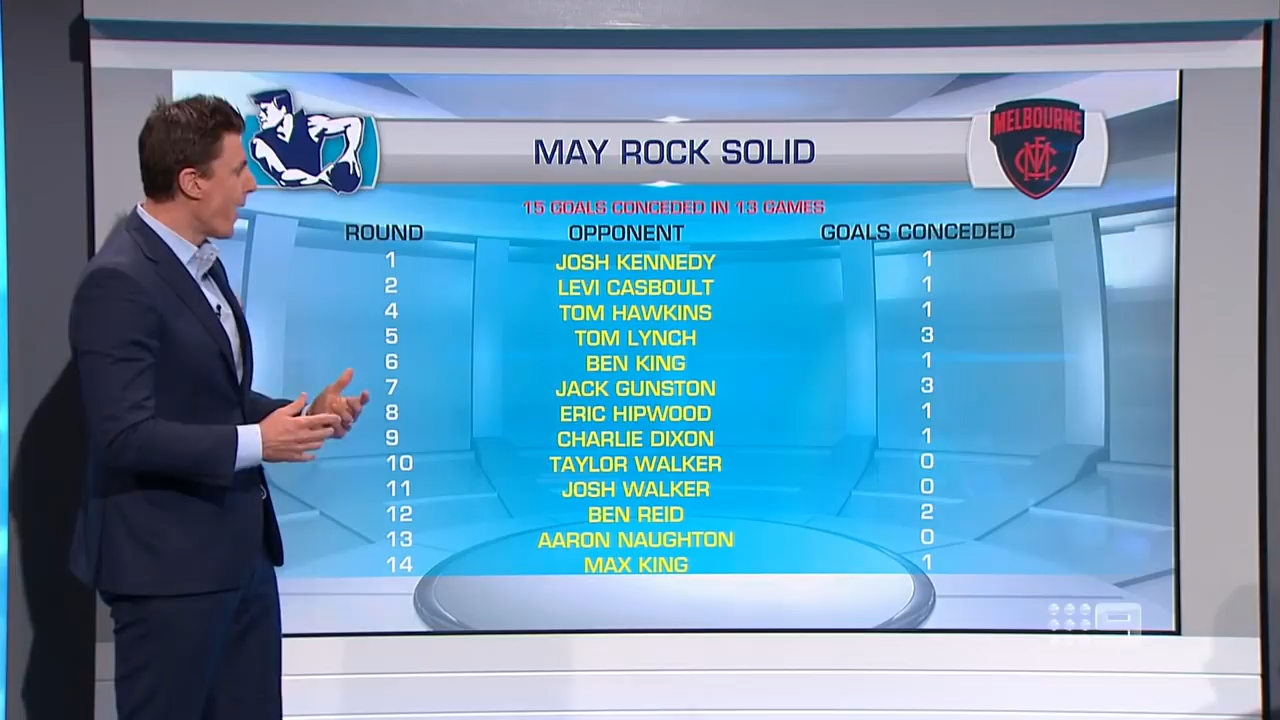 MELBOURNE
MFC
MAY ROCK SOLID
15 GOALS CONCEDED IN 13 GAMES
ROUND OPPONENT GOALS CONCEDED
1 JOSH KENNEDY 1
2 LEVI CASBOULT 1
4 TOM HAWKINS 1
5 TOM LYNCH 3
6 BEN KING 1
7 JACK GUNSTON 3
8 ERIC HIPWOOD 1
9 CHARLIE DIXON 1
10 TAYLOR WALKER 0
11 JOSH WALKER 0
12 BEN REID 2
13 AARON NAUGHTON 0
14 MAX KING 1
9